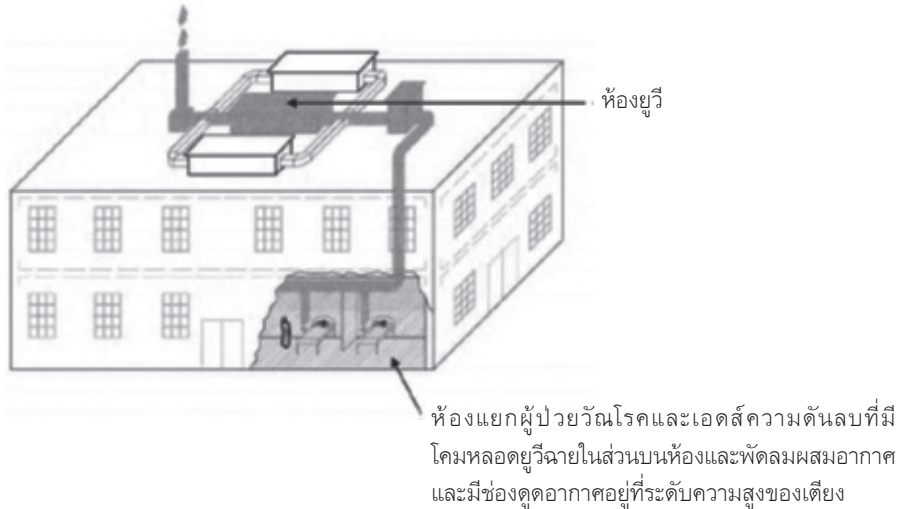 ห้องยูวี
ห้องแยกผู้ป่วยวัณโรคและเอดส์ความดันลบที่มี
โคมหลอดยูวีฉายในส่วนบนห้องและพัดลมผสมอากาศ
และมีช่องดูดอากาศอยู่ที่ระดับความสูงของเตียง